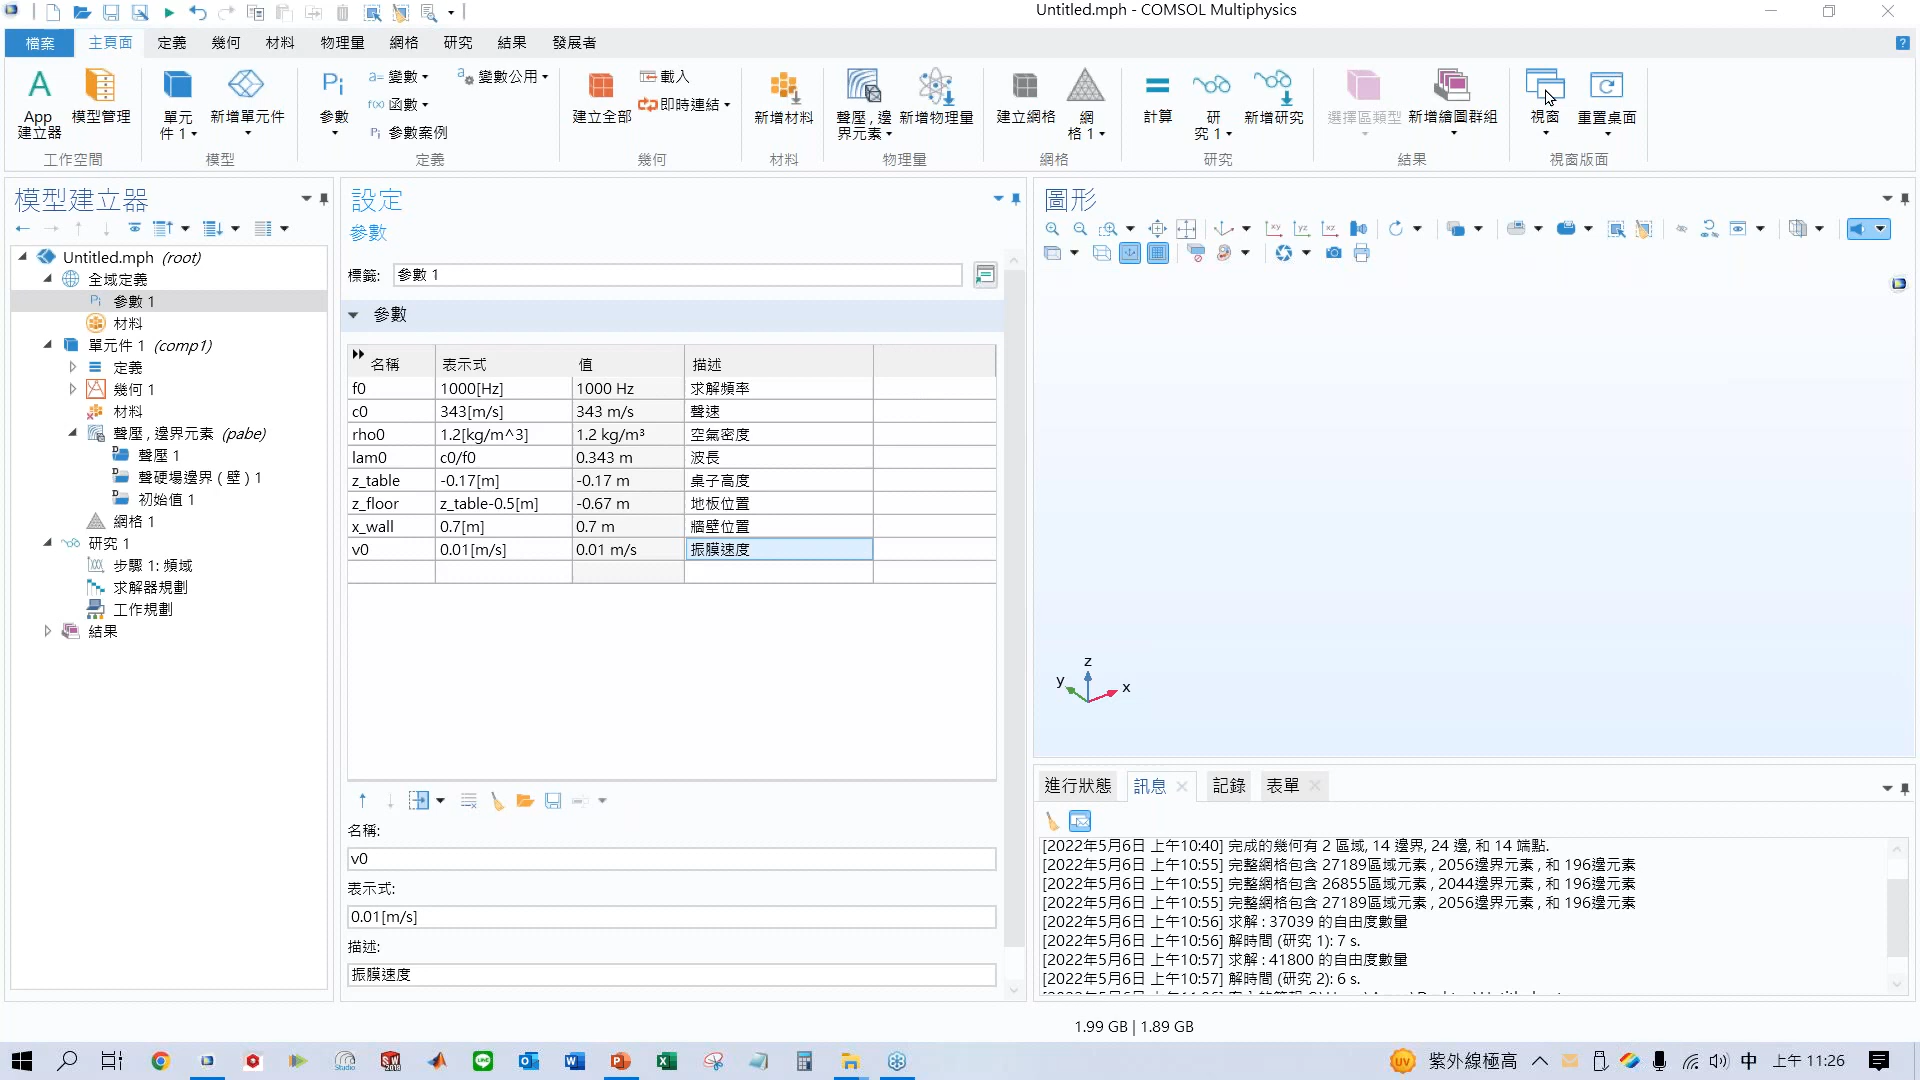 Untitled.mph - COMSOL Multiphysics
檔案 主頁面 定義 幾何 材料 物理量 網格 研究 結果 發展者
App 建立器
模型管理
工作空間
單元件 1
新增單元件
模型
Pi 參數
a= 變數
f(x) 函數
Pi 參數案例
變數公用
定義
建立全部
載入
即時連結
幾何
新增材料
材料
聲壓 , 邊界元素
新增物理量
物理量
建立網格
網格 1
網格
計算
研究 1
新增研究
研究
選擇區類型
新增繪圖群組
結果
視窗
重置桌面
視窗版面
模型建立器
Untitled.mph (root)
全域定義
Pi 參數 1
材料
單元件 1 (comp1)
定義
幾何 1
材料
聲壓 , 邊界元素 (pabe)
聲壓 1
聲硬場邊界 ( 壁 ) 1
初始值 1
網格 1
研究 1
步驟 1: 頻域
求解器規劃
工作規劃
結果
設定
參數
標籤: 參數 1
參數
名稱 表示式 值 描述
f0 1000[Hz] 1000 Hz 求解頻率
c0 343[m/s] 343 m/s 聲速
rho0 1.2[kg/m^3] 1.2 kg/m³ 空氣密度
lam0 c0/f0 0.343 m 波長
z_table -0.17[m] -0.17 m 桌子高度
z_floor z_table-0.5[m] -0.67 m 地板位置
x_wall 0.7[m] 0.7 m 牆壁位置
v0 0.01[m/s] 0.01 m/s 振膜速度
名稱:
v0
表示式:
0.01[m/s]
描述:
振膜速度
圖形
z
y
x
進行狀態 訊息 記錄 表單
[2022年5月6日 上午10:40] 完成的幾何有 2 區域, 14 邊界, 24 邊, 和 14 端點.
[2022年5月6日 上午10:55] 完整網格包含 27189區域元素 , 2056邊界元素 , 和 196邊元素
[2022年5月6日 上午10:55] 完整網格包含 26855區域元素 , 2044邊界元素 , 和 196邊元素
[2022年5月6日 上午10:55] 完整網格包含 27189區域元素 , 2056邊界元素 , 和 196邊元素
[2022年5月6日 上午10:56] 求解 : 37039 的自由度數量
[2022年5月6日 上午10:56] 解時間 (研究 1): 7 s.
[2022年5月6日 上午10:57] 求解 : 41800 的自由度數量
[2022年5月6日 上午10:57] 解時間 (研究 2): 6 s.
1.99 GB | 1.89 GB
紫外線極高
中
上午 11:26